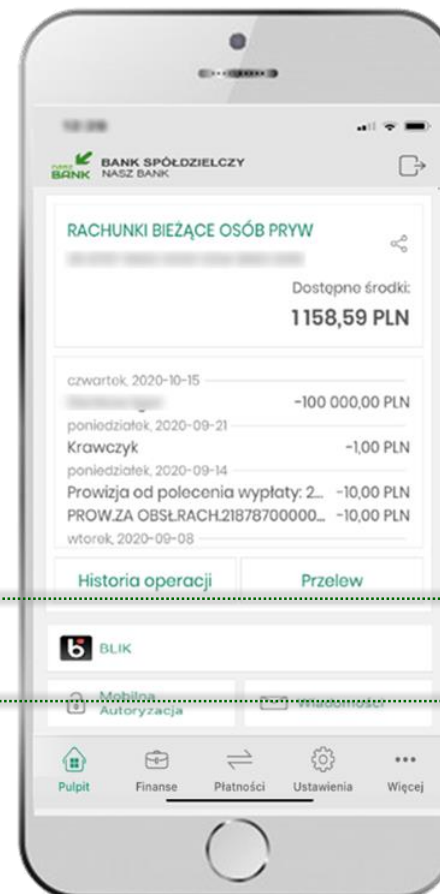 BANK SPÓŁDZIELCZY
BANK NASZ BANK
RACHUNKI BIEŻĄCE OSÓB PRYW
Dostępne środki:
1158,59 PLN
czwartek, 2020-10-15
-100 000,00 PLN
poniedziałek, 2020-09-21
Krawczyk -1,00 PLN
poniedziałek, 2020-09-14
Prowizja od polecenia wypłaty: 2... -10,00 PLN
PROW.ZA OBSŁ.RACH.21878700000... -10,00 PLN
wtorek, 2020-09-08
Historia operacji Przelew
BLIK
Mobilna Wiadomości
Autoryzacja
Pulpit Finanse Płatności Ustawienia Więcej